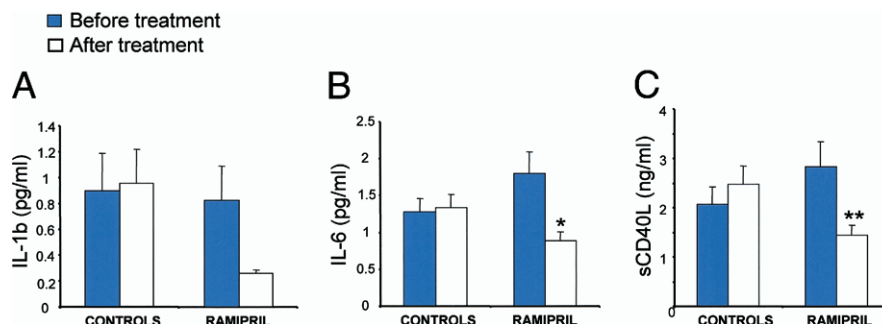 Before treatment
After treatment
A
IL-1b (pg/ml)
1.4
1.2
1
0.8
0.6
0.4
0.2
0
CONTROLS RAMIPRIL
B
IL-6 (pg/ml)
2.5
2
1.5
1
0.5
0
*
CONTROLS RAMIPRIL
C
sCD40L (ng/ml)
4
3
2
1
0
**
CONTROLS RAMIPRIL